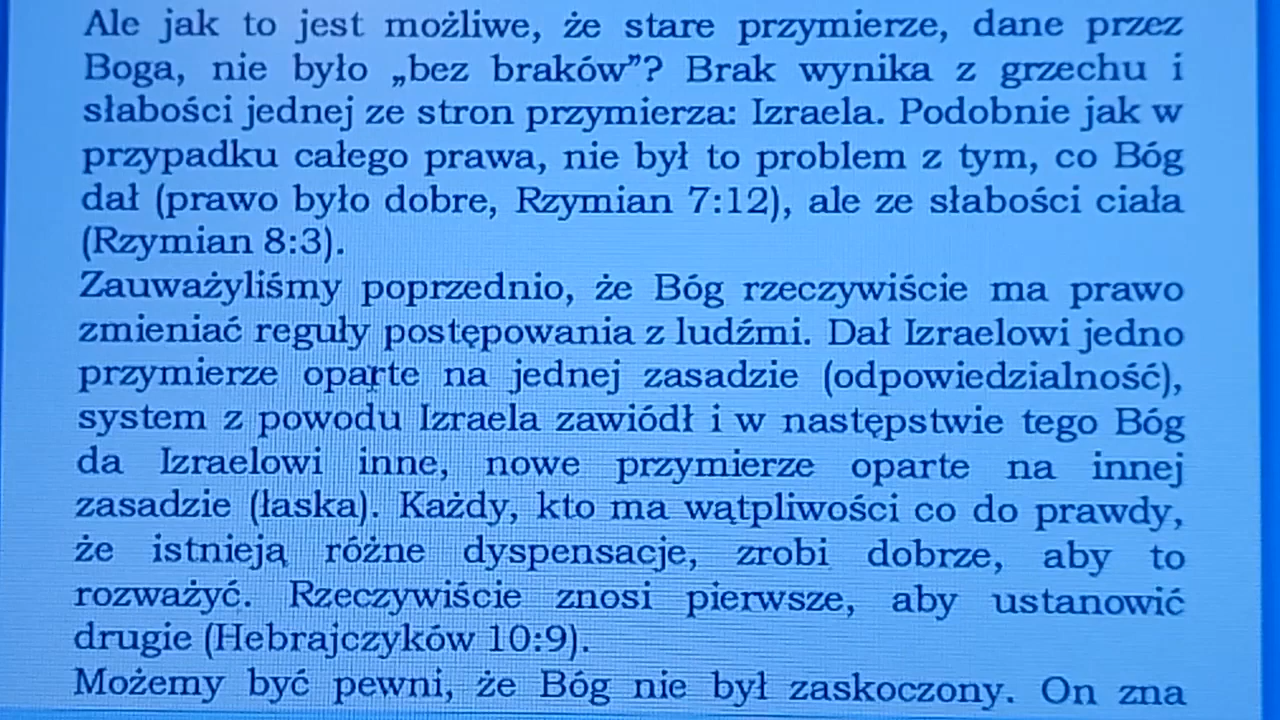 Ale jak to jest możliwe, że stare przymierze, dane przez
Boga, nie było „bez braków”? Brak wynika z grzechu i
słabości jednej ze stron przymierza: Izraela. Podobnie jak w
przypadku całego prawa, nie był to problem z tym, co Bóg
dał (prawo było dobre, Rzymian 7:12), ale ze słabości ciała
(Rzymian 8:3).
Zauważyliśmy poprzednio, że Bóg rzeczywiście ma prawo
zmieniać reguły postępowania z ludźmi. Dał Izraelowi jedno
przymierze oparte na jednej zasadzie (odpowiedzialność),
system z powodu Izraela zawiódł i w następstwie tego Bóg
da Izraelowi inne, nowe przymierze oparte na innej
zasadzie (łaska). Każdy, kto ma wątpliwości co do prawdy,
że istnieją różne dyspensacje, zrobi dobrze, aby to
rozważyć. Rzeczywiście znosi pierwsze, aby ustanowić
drugie (Hebrajczyków 10:9).
Możemy być pewni, że Bóg nie był zaskoczony. On zna